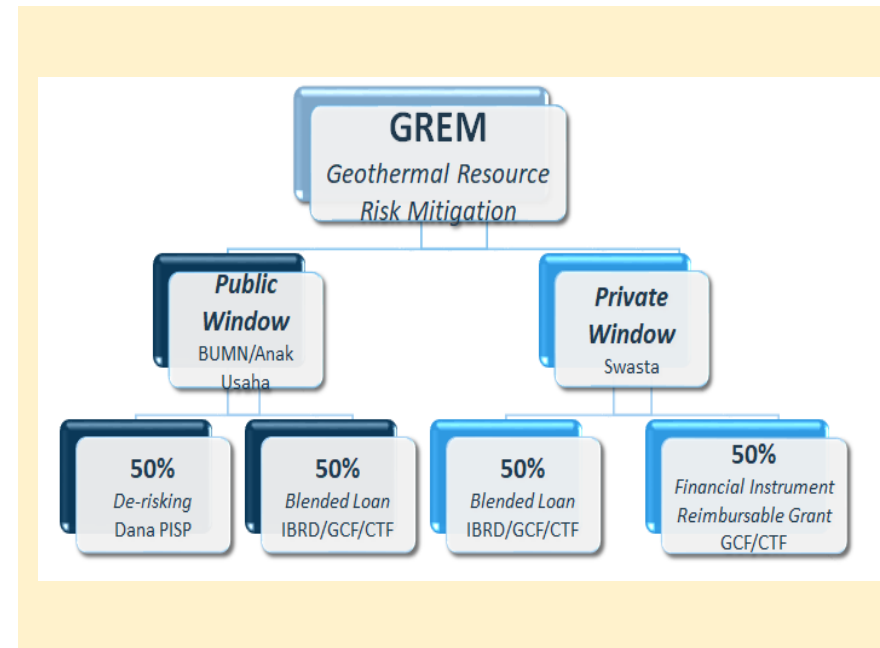 GREM
Geothermal Resource
Risk Mitigation
Public
Window
BUMN/Anak
Usaha
Private
Window
Swasta
50%
De-risking
Dana PISP
50%
Blended Loan
IBRD/GCF/CTF
50%
Blended Loan
IBRD/GCF/CTF
50%
Financial Instrument
Reimbursable Grant
GCF/CTF